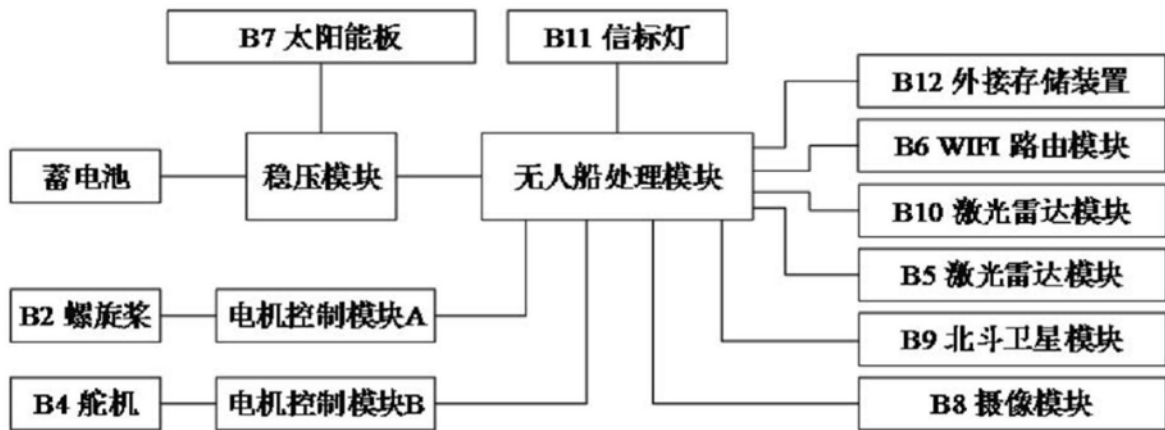 B7 太阳能板
B11 信标灯
B12 外接存储装置
B6 WIFI 路由模块
蓄电池
稳压模块
无人船处理模块
B10 激光雷达模块
B5 激光雷达模块
B2 螺旋桨
电机控制模块A
B9 北斗卫星模块
B4 舵机
电机控制模块B
B8 摄像模块